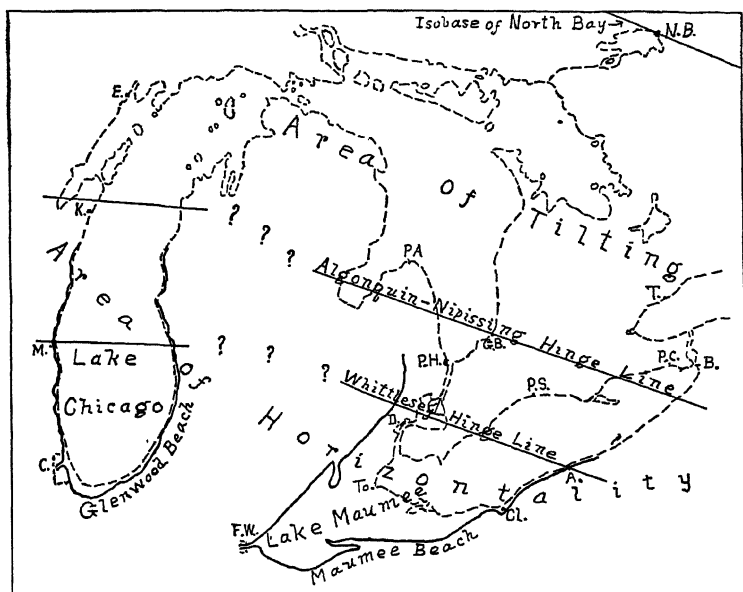 Isobase of North Bay
N.B.
E.
Area
Of
Tilting
K.
?
?
?
P.A
T.
Algonquin-Nipissing Hinge Line
G.B.
P.C.
B.
M.
?
?
?
P.H.
P.S.
Area of Horizontality
Lake
Chicago
Whittlesey Hinge Line
D.
C.
Glenwood Beach
To.
A.
Cl.
F.W.
Lake Maumee
Maumee Beach